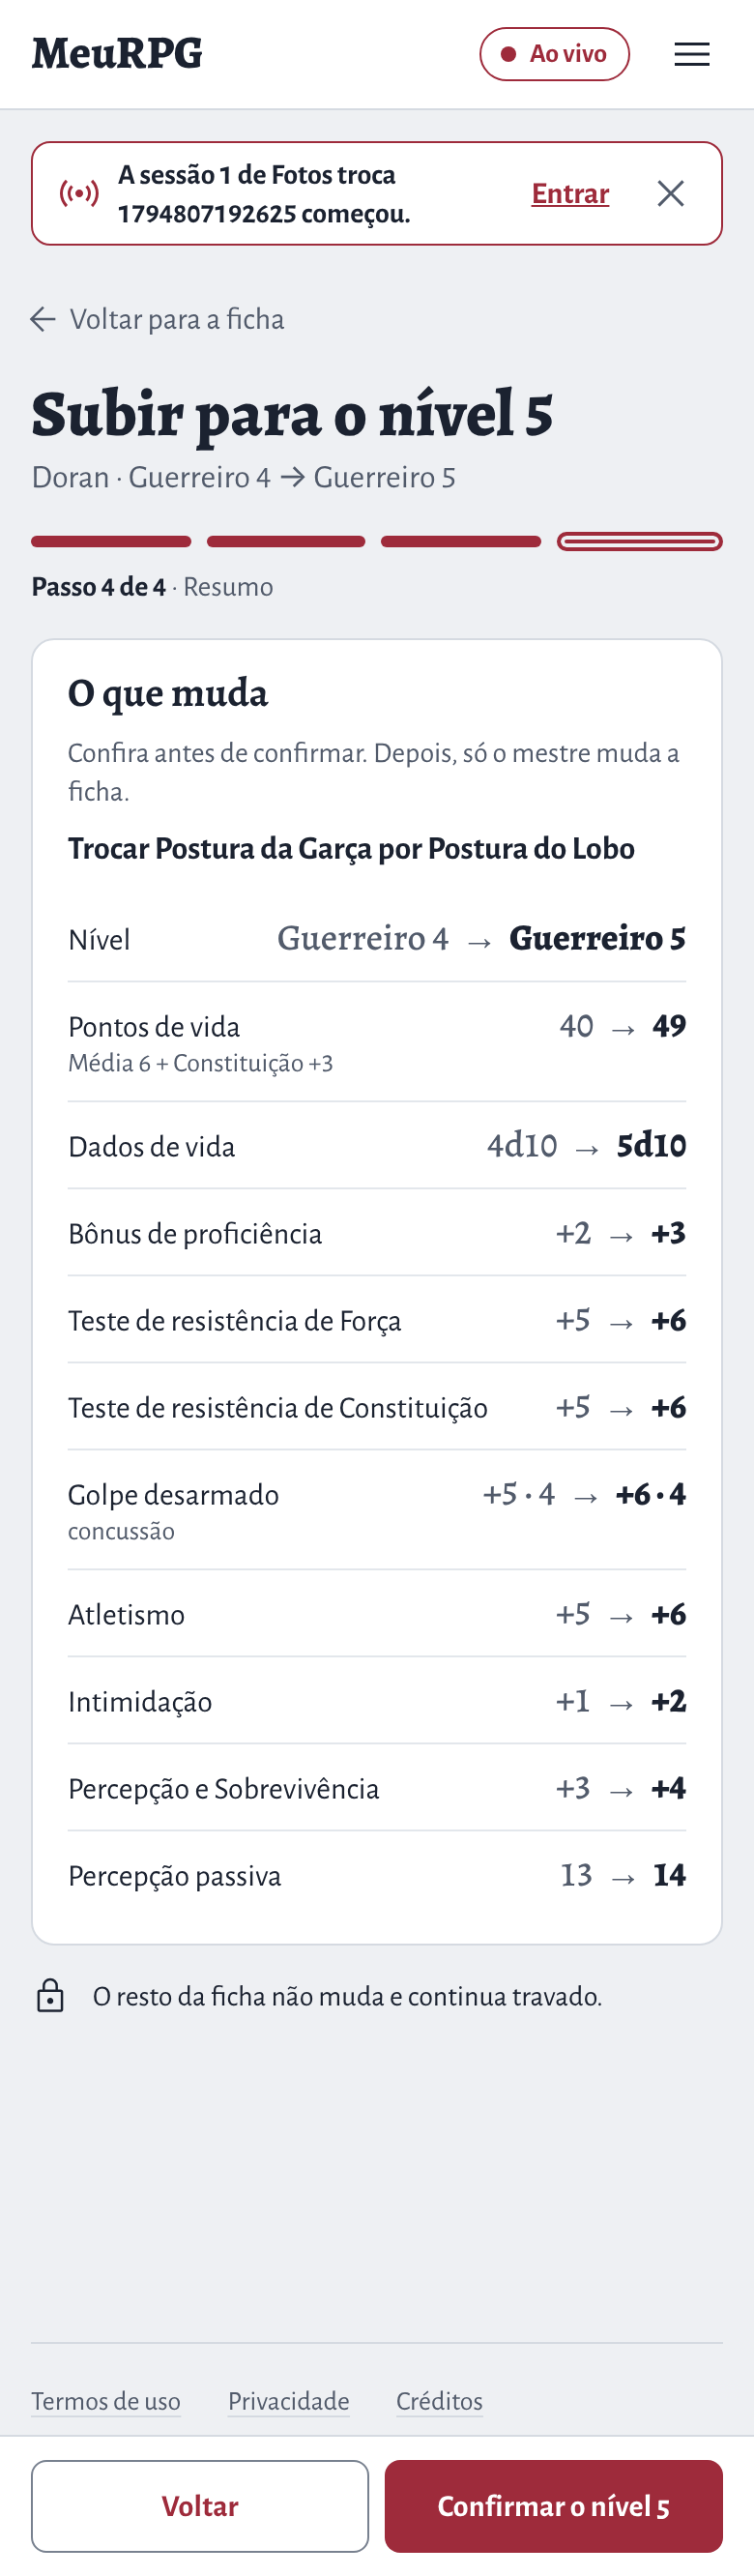 MeuRPG
Ao vivo
A sessão 1 de Fotos troca
1794807192625 começou.
Entrar
Voltar para a ficha
Subir para o nível 5
Doran · Guerreiro 4 → Guerreiro 5
Passo 4 de 4 · Resumo
O que muda
Confira antes de confirmar. Depois, só o mestre muda a
ficha.
Trocar Postura da Garça por Postura do Lobo
Nível Guerreiro 4 → Guerreiro 5
Pontos de vida 40 → 49
Média 6 + Constituição +3
Dados de vida 4d10 → 5d10
Bônus de proficiência +2 → +3
Teste de resistência de Força +5 → +6
Teste de resistência de Constituição +5 → +6
Golpe desarmado +5 · 4 → +6 · 4
concussão
Atletismo +5 → +6
Intimidação +1 → +2
Percepção e Sobrevivência +3 → +4
Percepção passiva 13 → 14
O resto da ficha não muda e continua travado.
Termos de uso Privacidade Créditos
Voltar Confirmar o nível 5